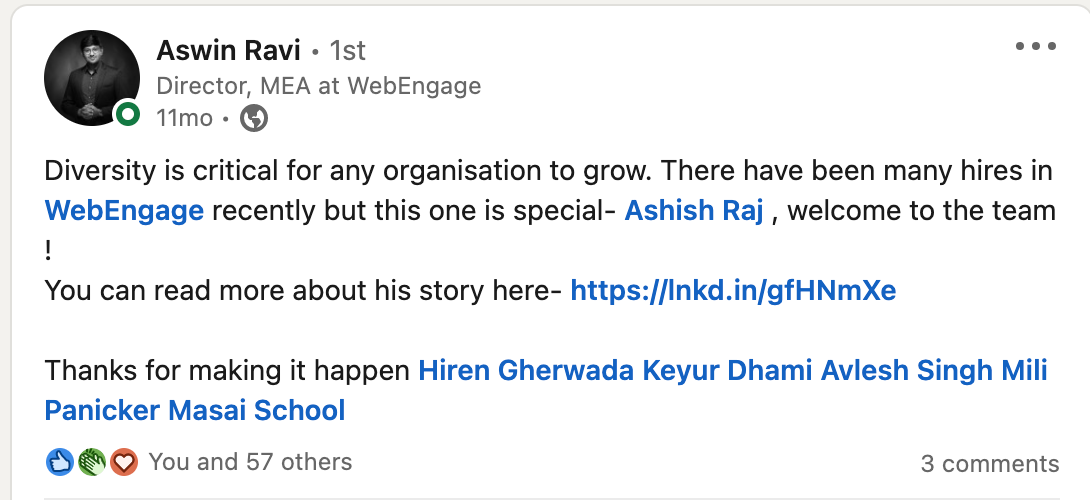 Aswin Ravi • 1st
Director, MEA at WebEngage
11mo •
Diversity is critical for any organisation to grow. There have been many hires in
WebEngage recently but this one is special- Ashish Raj , welcome to the team
!
You can read more about his story here- https://lnkd.in/gfHNmXe
Thanks for making it happen Hiren Gherwada Keyur Dhami Avlesh Singh Mili
Panicker Masai School
You and 57 others
3 comments